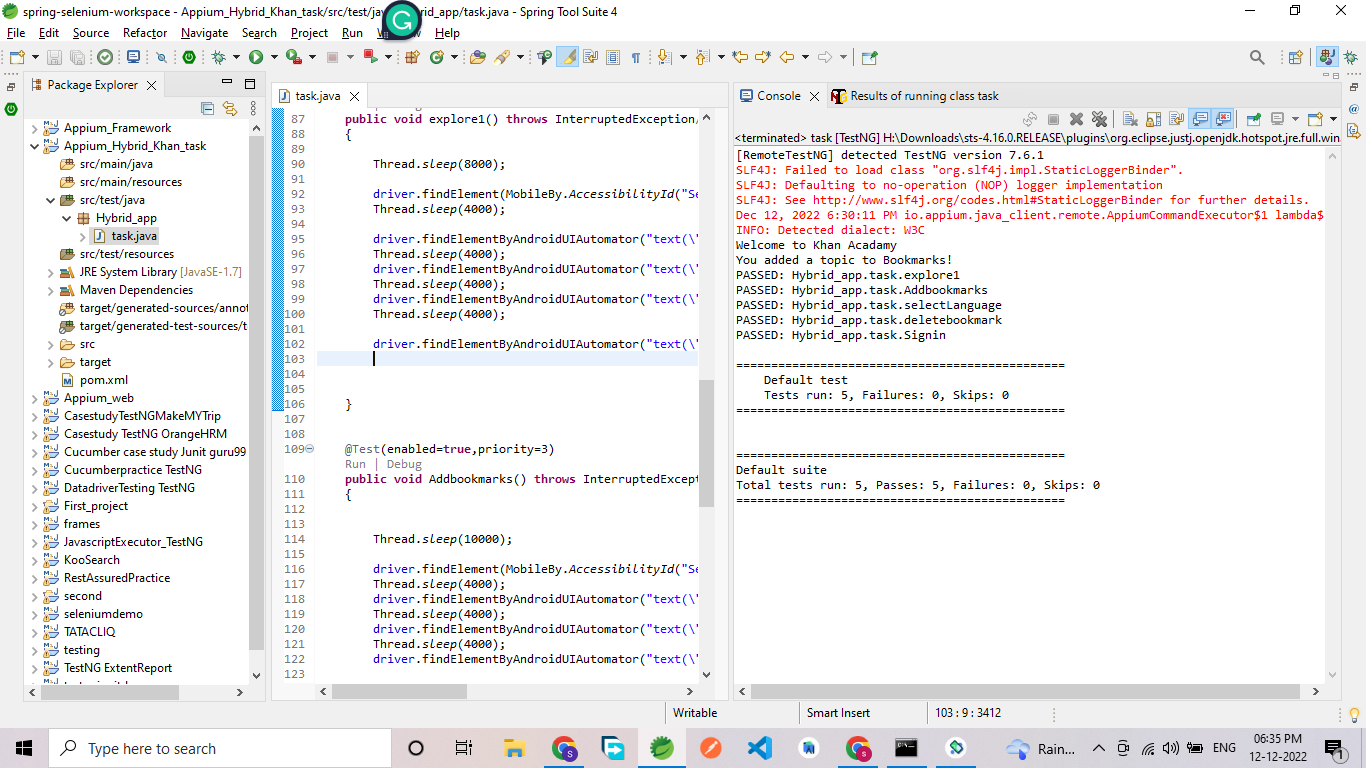 spring-selenium-workspace - Appium_Hybrid_Khan_task/src/test/ja
rid_app/task.java - Spring Tool Suite 4
File Edit Source Refactor Navigate Search Project Run W Help
Package Explorer
Appium_Framework
Appium_Hybrid_Khan_task
src/main/java
src/main/resources
src/test/java
Hybrid_app
task.java
src/test/resources
JRE System Library [JavaSE-1.7]
Maven Dependencies
target/generated-sources/annot
target/generated-test-sources/t
src
target
pom.xml
Appium_web
CasestudyTestNGMakeMYTrip
Casestudy TestNG OrangeHRM
Cucumber case study Junit guru99
Cucumberpractice TestNG
DatadriverTesting TestNG
First_project
frames
JavascriptExecutor_TestNG
KooSearch
RestAssuredPractice
second
seleniumdemo
TATACLIQ
testing
TestNG ExtentReport
task.java
87 public void explore1() throws InterruptedException
88 {
89
90 Thread.sleep(8000);
91
92 driver.findElement(MobileBy.AccessibilityId("Se
93 Thread.sleep(4000);
94
95 driver.findElementByAndroidUIAutomator("text(\"
96 Thread.sleep(4000);
97 driver.findElementByAndroidUIAutomator("text(\"
98 Thread.sleep(4000);
99 driver.findElementByAndroidUIAutomator("text(\"
100 Thread.sleep(4000);
101
102 driver.findElementByAndroidUIAutomator("text(\"
103
104
105
106 }
107
108
109 @Test(enabled=true,priority=3)
Run | Debug
110 public void Addbookmarks() throws InterruptedExcept
111 {
112
113
114 Thread.sleep(10000);
115
116 driver.findElement(MobileBy.AccessibilityId("Se
117 Thread.sleep(4000);
118 driver.findElementByAndroidUIAutomator("text(\"
119 Thread.sleep(4000);
120 driver.findElementByAndroidUIAutomator("text(\"
121 Thread.sleep(4000);
122 driver.findElementByAndroidUIAutomator("text(\"
123
Console
Results of running class task
<terminated> task [TestNG] H:\Downloads\sts-4.16.0.RELEASE\plugins\org.eclipse.justj.openjdk.hotspot.jre.full.win
[RemoteTestNG] detected TestNG version 7.6.1
SLF4J: Failed to load class "org.slf4j.impl.StaticLoggerBinder".
SLF4J: Defaulting to no-operation (NOP) logger implementation
SLF4J: See http://www.slf4j.org/codes.html#StaticLoggerBinder for further details.
Dec 12, 2022 6:30:11 PM io.appium.java_client.remote.AppiumCommandExecutor$1 lambda$
INFO: Detected dialect: W3C
Welcome to Khan Acadamy
You added a topic to Bookmarks!
PASSED: Hybrid_app.task.explore1
PASSED: Hybrid_app.task.Addbookmarks
PASSED: Hybrid_app.task.selectLanguage
PASSED: Hybrid_app.task.deletebookmark
PASSED: Hybrid_app.task.Signin
===============================================
Default test
Tests run: 5, Failures: 0, Skips: 0
===============================================
===============================================
Default suite
Total tests run: 5, Passes: 5, Failures: 0, Skips: 0
===============================================
Writable
Smart Insert
103 : 9 : 3412
Type here to search
Rain...
ENG
06:35 PM
12-12-2022
1